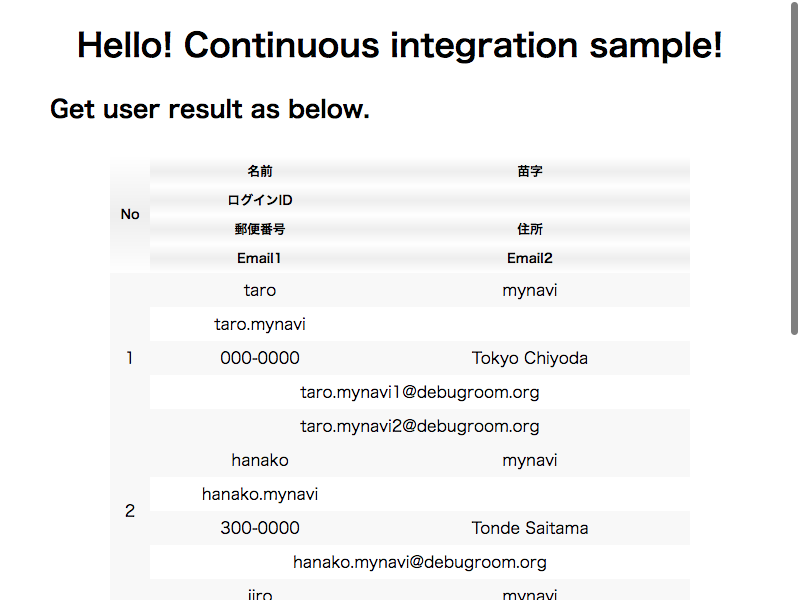 Hello! Continuous integration sample!
Get user result as below.
No
名前 苗字
ログインID
郵便番号 住所
Email1 Email2
1
taro mynavi
taro.mynavi
000-0000 Tokyo Chiyoda
taro.mynavi1@debugroom.org
taro.mynavi2@debugroom.org
2
hanako mynavi
hanako.mynavi
300-0000 Tonde Saitama
hanako.mynavi@debugroom.org
jiro mynavi